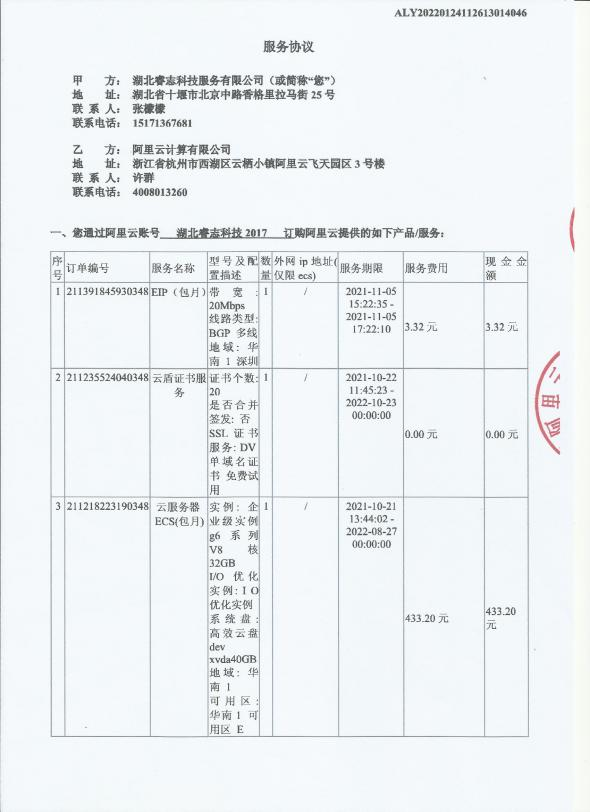 ALY20220124112613014046
服务协议
甲 方： 湖北睿志科技服务有限公司（或简称“您”）
地 址： 湖北省十堰市北京中路香格里拉马街 25 号
联 系 人： 张檬檬
联系电话： 15171367681
乙 方： 阿里云计算有限公司
地 址： 浙江省杭州市西湖区云栖小镇阿里云飞天园区 3 号楼
联 系 人： 许群
联系电话： 4008013260
一、您通过阿里云账号 湖北睿志科技 2017 订购阿里云提供的如下产品/服务：
序号 订单编号 服务名称 型号及配置描述 数量 外网 ip 地址(仅限 ecs) 服务期限 服务费用 现金金额
1 211391845930348 EIP（包月） 带宽: 1 / 2021-11-05
20Mbps 15:22:35 -
线路类型: 2021-11-05
BGP 多线 17:22:10 3.32 元 3.32 元
地域: 华
南 1 深圳
2 211235524040348 云盾证书服务 证书个数: 1 / 2021-10-22
20 11:45:23 -
是否合并 2022-10-23
签发: 否 00:00:00
SSL 证书 0.00 元 0.00 元
服务: DV
单域名证
书 免费试
用
3 211218223190348 云服务器 实例: 企 1 / 2021-10-21
ECS(包月) 业级实例 13:44:02 -
g6 系列 2022-08-27
V8 核 00:00:00
32GB
I/O 优化
实例: I O
优化实例
系统盘: 433.20 元 433.20 元
高效云盘
dev
xvda40GB
地域: 华
南 1
可用区:
华南1 可
用区 E